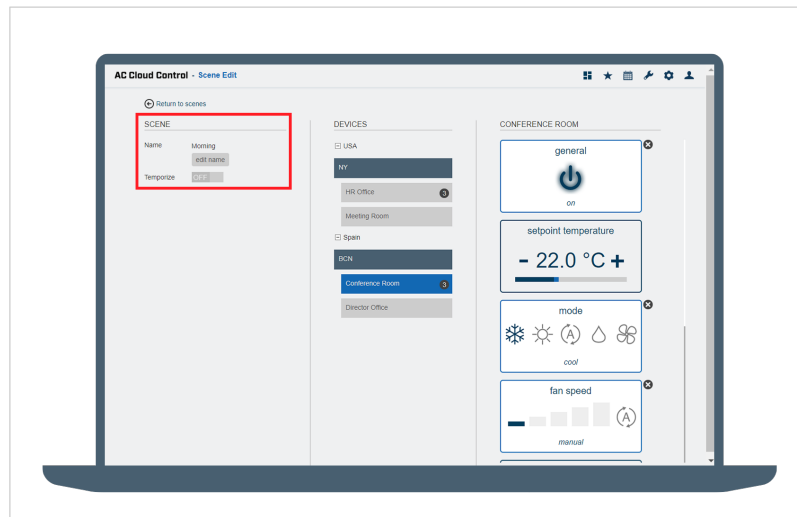 AC Cloud Control - Scene Edit
Return to scenes
SCENE
Name Morning
edit name
Temporize OFF
DEVICES
USA
NY
HR Office 3
Meeting Room
Spain
BCN
Conference Room 3
Director Office
CONFERENCE ROOM
general
on
setpoint temperature
- 22.0 °C +
mode
A
cool
fan speed
A
manual